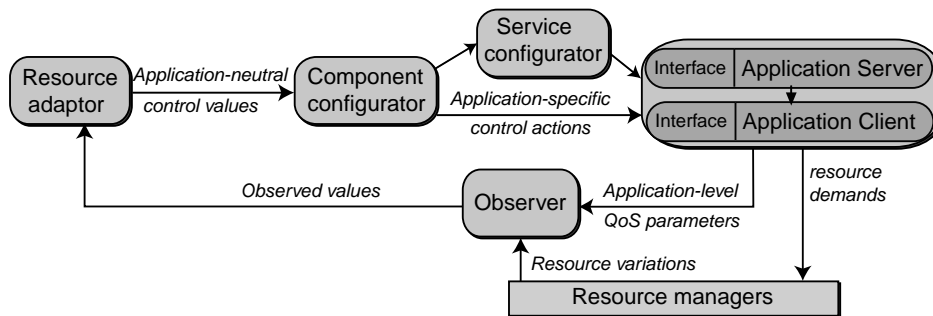 Service
configurator
Resource
adaptor
Application-neutral
control values
Component
configurator
Application-specific
control actions
Interface
Application Server
Interface
Application Client
Observed values
Observer
Application-level
QoS parameters
resource
demands
Resource variations
Resource managers